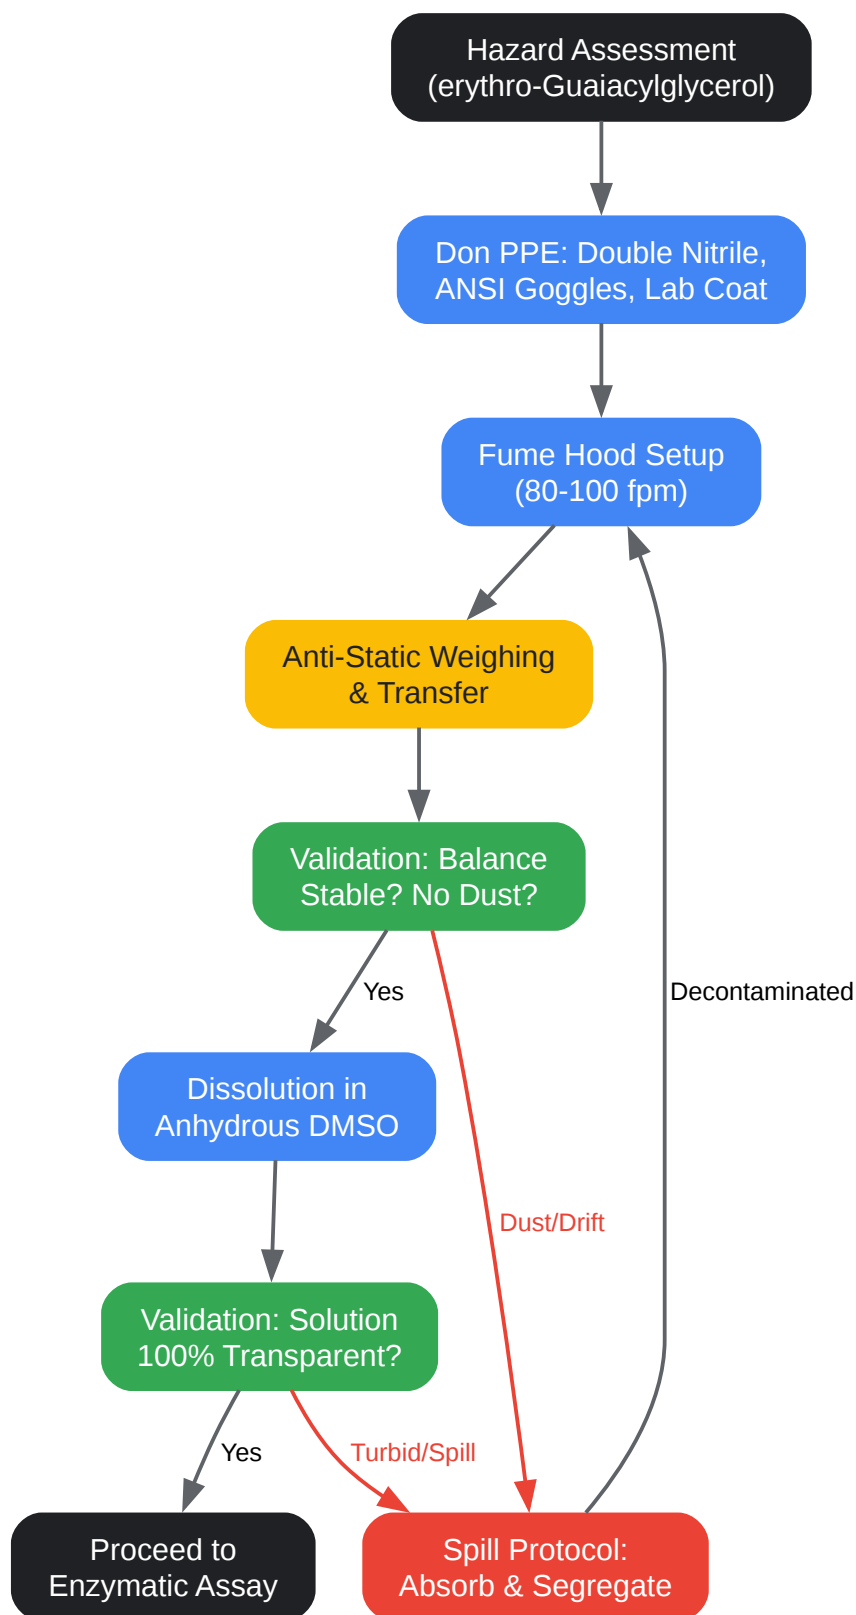 Hazard Assessment
(erythro-Guaiacylglycerol)
Don PPE: Double Nitrile,
ANSI Goggles, Lab Coat
Fume Hood Setup
(80-100 fpm)
Anti-Static Weighing
& Transfer
Validation: Balance
Stable? No Dust?
Yes
Decontaminated
Dissolution in
Anhydrous DMSO
Dust/Drift
Validation: Solution
100% Transparent?
Yes
Turbid/Spill
Proceed to
Enzymatic Assay
Spill Protocol:
Absorb & Segregate